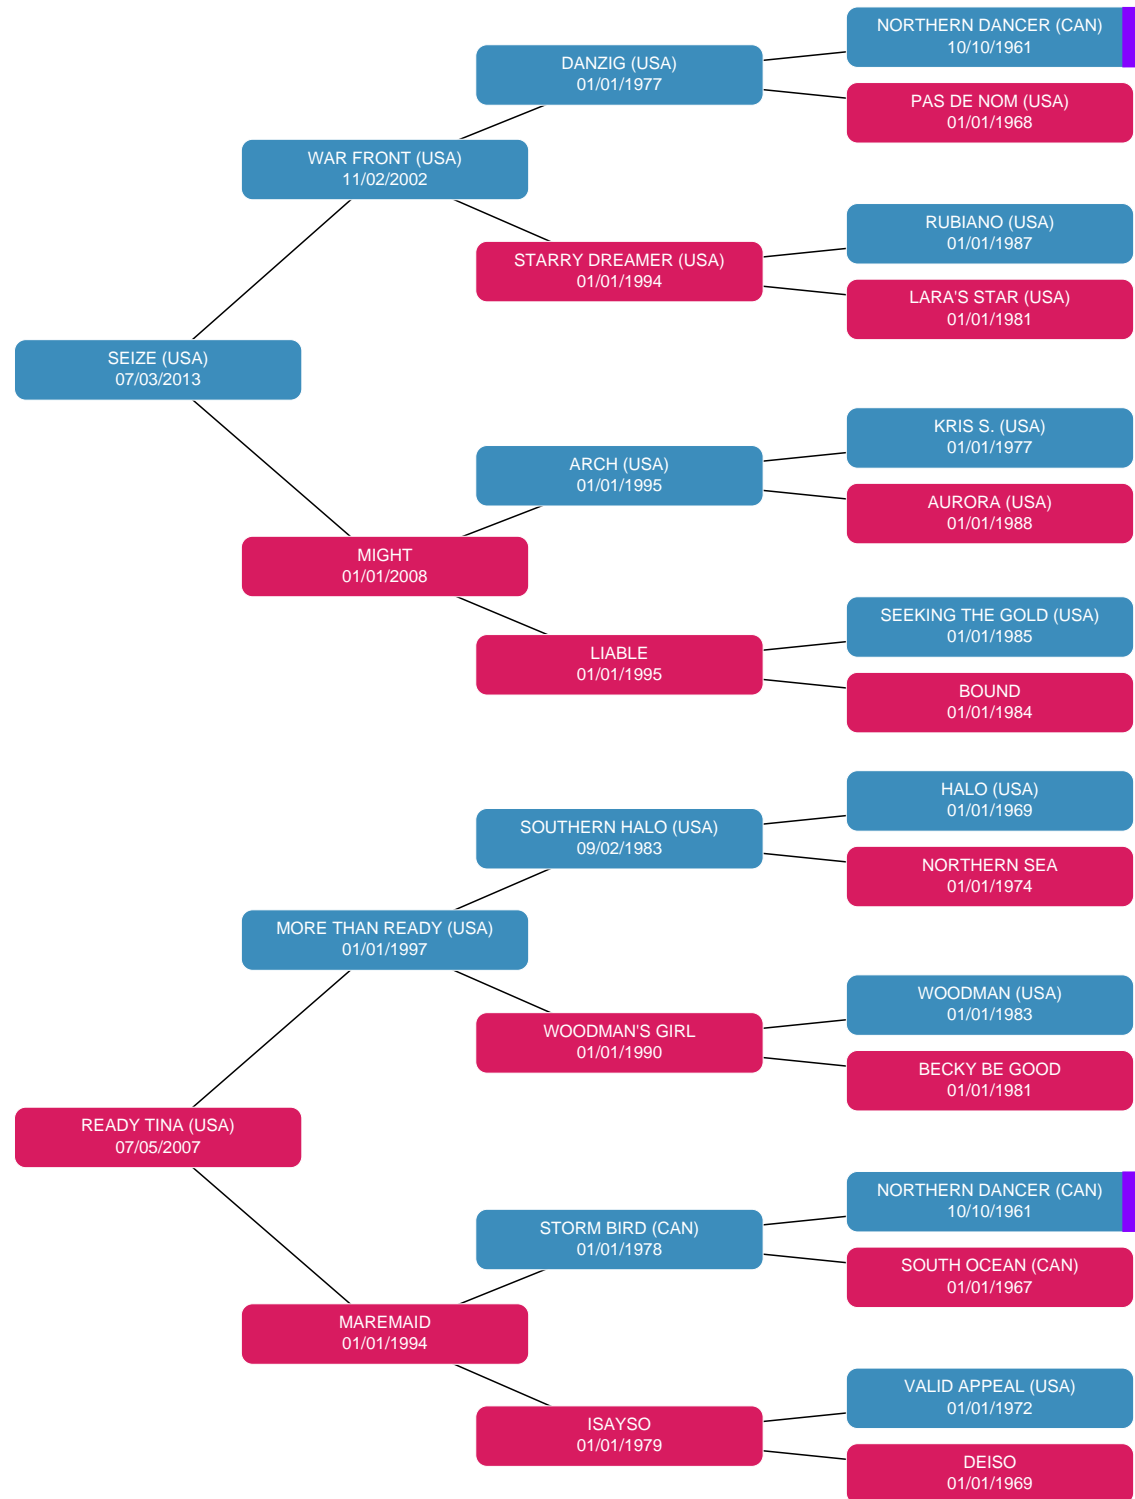 NORTHERN DANCER (CAN)
10/10/1961
DANZIG (USA)
01/01/1977
PAS DE NOM (USA)
01/01/1968
WAR FRONT (USA)
11/02/2002
RUBIANO (USA)
01/01/1987
STARRY DREAMER (USA)
01/01/1994
LARA'S STAR (USA)
01/01/1981
SEIZE (USA)
07/03/2013
KRIS S. (USA)
01/01/1977
ARCH (USA)
01/01/1995
AURORA (USA)
01/01/1988
MIGHT
01/01/2008
SEEKING THE GOLD (USA)
01/01/1985
LIABLE
01/01/1995
BOUND
01/01/1984
HALO (USA)
01/01/1969
SOUTHERN HALO (USA)
09/02/1983
NORTHERN SEA
01/01/1974
MORE THAN READY (USA)
01/01/1997
WOODMAN (USA)
01/01/1983
WOODMAN'S GIRL
01/01/1990
BECKY BE GOOD
01/01/1981
READY TINA (USA)
07/05/2007
NORTHERN DANCER (CAN)
10/10/1961
STORM BIRD (CAN)
01/01/1978
SOUTH OCEAN (CAN)
01/01/1967
MAREMAID
01/01/1994
VALID APPEAL (USA)
01/01/1972
ISAYSO
01/01/1979
DEISO
01/01/1969